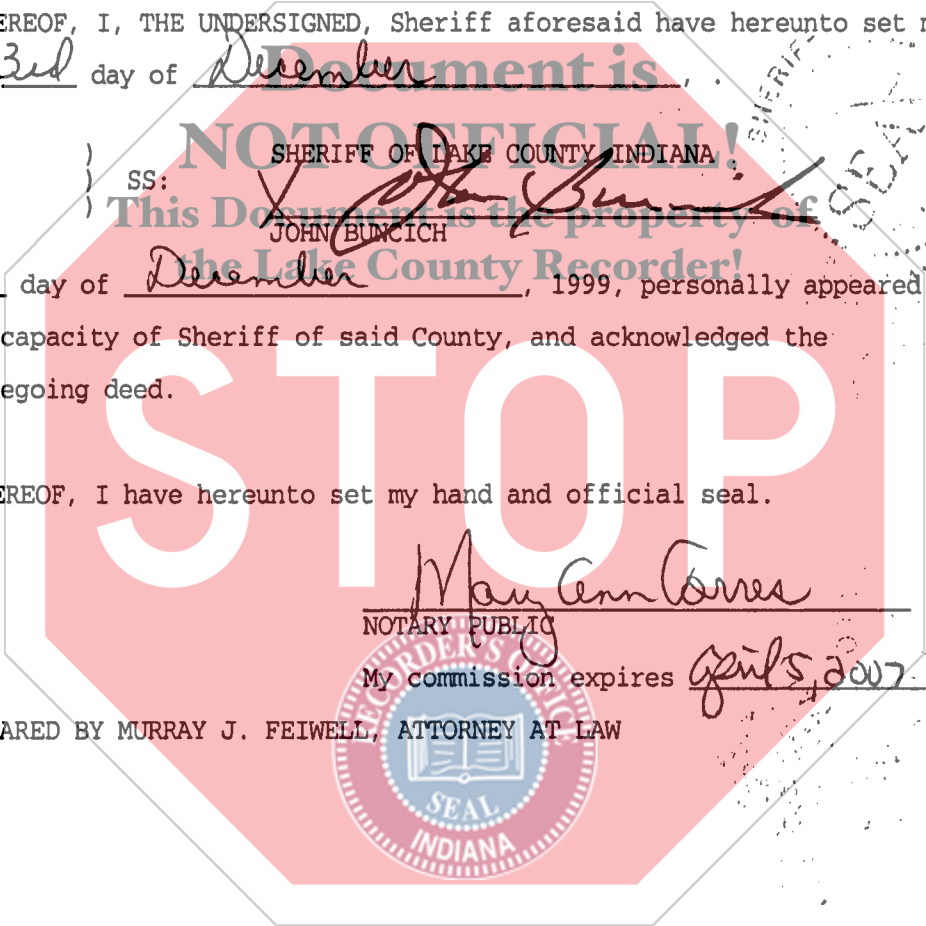 EREOF, I, THE UNDERSIGNED, Sheriff aforesaid have hereunto set
3rd day of December
Document is
NOT OFFICIAL!
This Document is the property of
the Lake County Recorder!
SHERIFF OF LAKE COUNTY INDIANA
SS:
John Buncich
JOHN BUNCICH
SHERIFF
SEAL
day of December, 1999, personally appeared
capacity of Sheriff of said County, and acknowledged the
egoing deed.
STOP
EREOF, I have hereunto set my hand and official seal.
Mary Ann Torres
NOTARY PUBLIC
My commission expires April 5, 2007
ARED BY MURRAY J. FEIWELL, ATTORNEY AT LAW
RECORDER'S OFFICE
SEAL
INDIANA